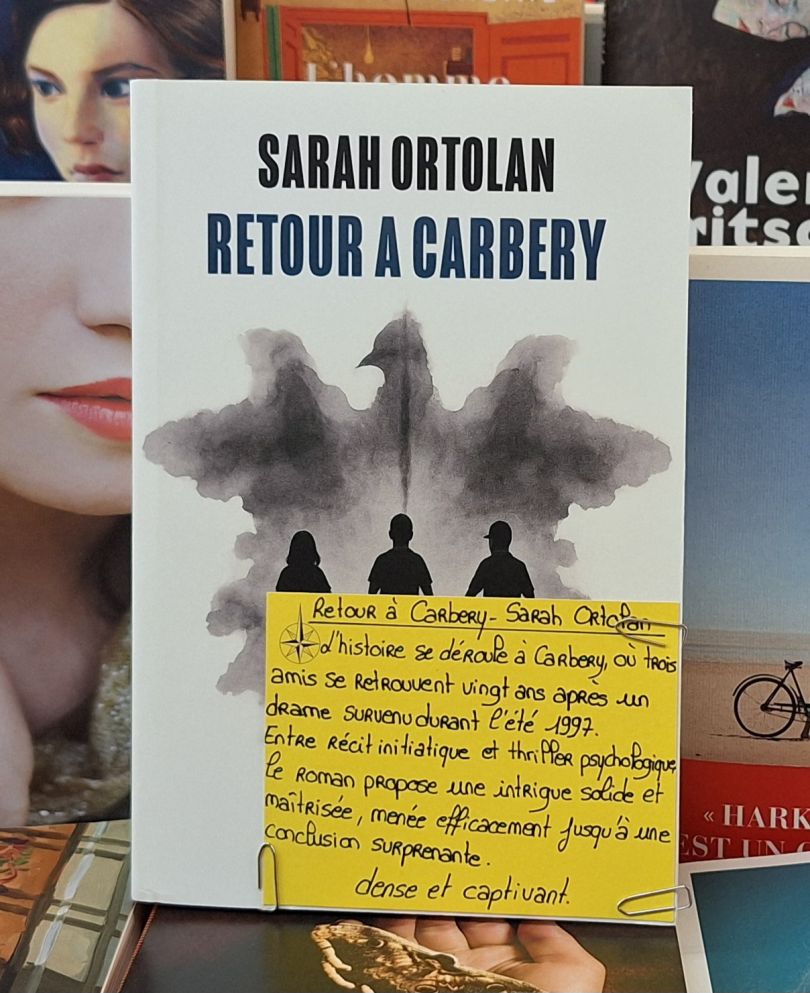 L'homme
Valer
ritsc
SARAH ORTOLAN
RETOUR A CARBERY
Retour à Carbery - Sarah Ortolan
L'histoire se déroule à Carbery, où trois
amis se retrouvent vingt ans après un
drame survenu durant l'été 1997.
Entre récit initiatique et thriller psychologique,
le roman propose une intrigue solide et
maîtrisée, menée efficacement jusqu'à une
conclusion surprenante.
dense et captivant.
« HARK
EST UN